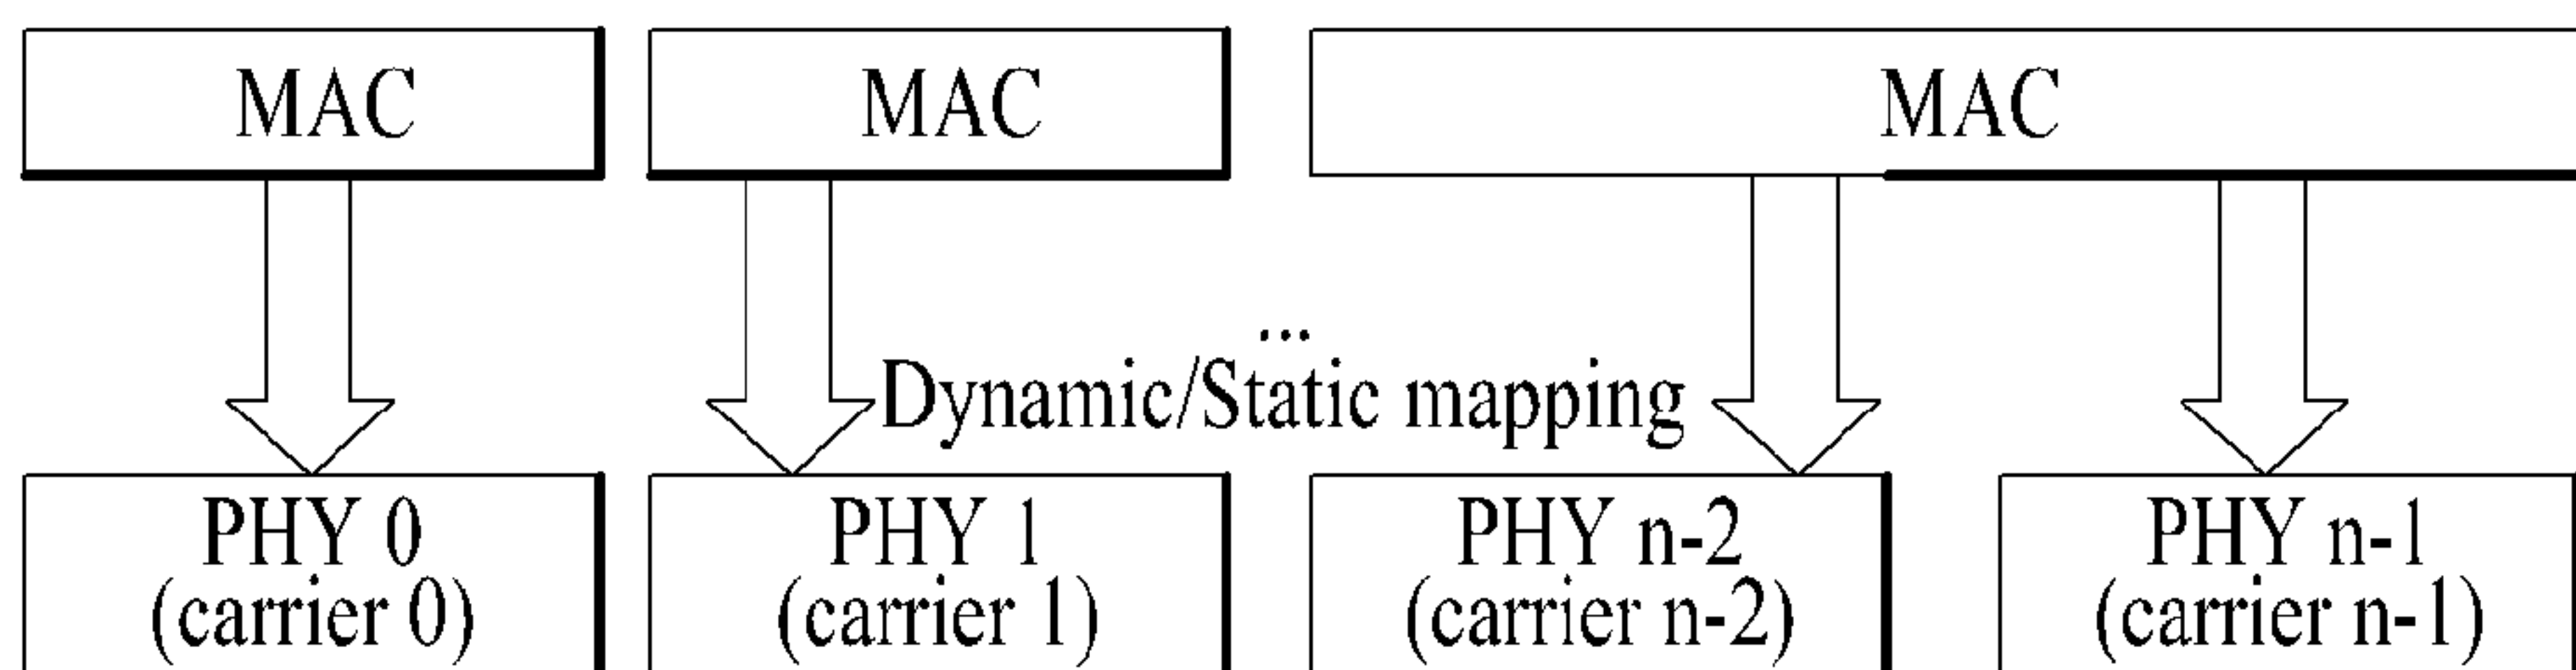 MAC
MAC
MAC
...
Dynamic/Static mapping
PHY 0
(carrier 0)
PHY 1
(carrier 1)
PHY n-2
(carrier n-2)
PHY n-1
(carrier n-1)